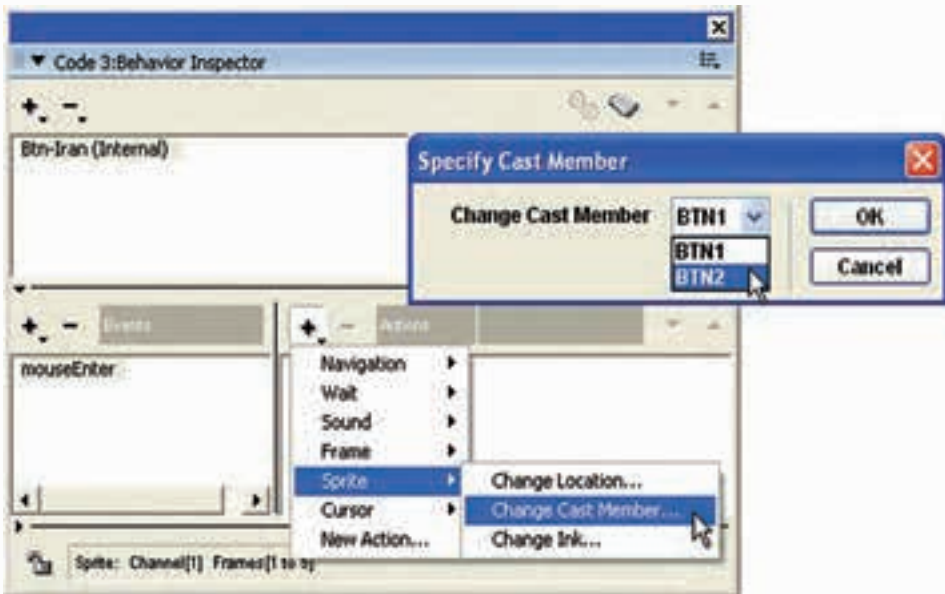 Code 3:Behavior Inspector
Btn-Iran (Internal)
Specify Cast Member
Change Cast Member
BTN1
BTN1
BTN2
OK
Cancel
Events
Actions
mouseEnter
Navigation
Wait
Sound
Frame
Sprite
Cursor
New Action...
Change Location...
Change Cast Member...
Change Ink...
Sprite: Channel[1] Frames[1 to 5]